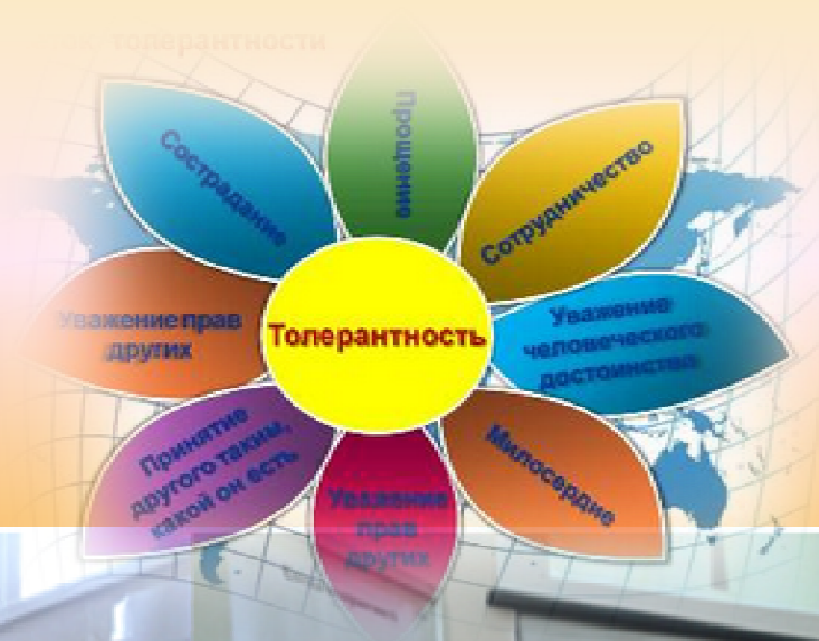 толерантности
Прощение
Сострадание
Сотрудничество
Толерантность
Уважение
человеческого
достоинства
Уважение прав
других
Милосердие
Принятие
другого таким,
какой он есть
Уважение
прав
других